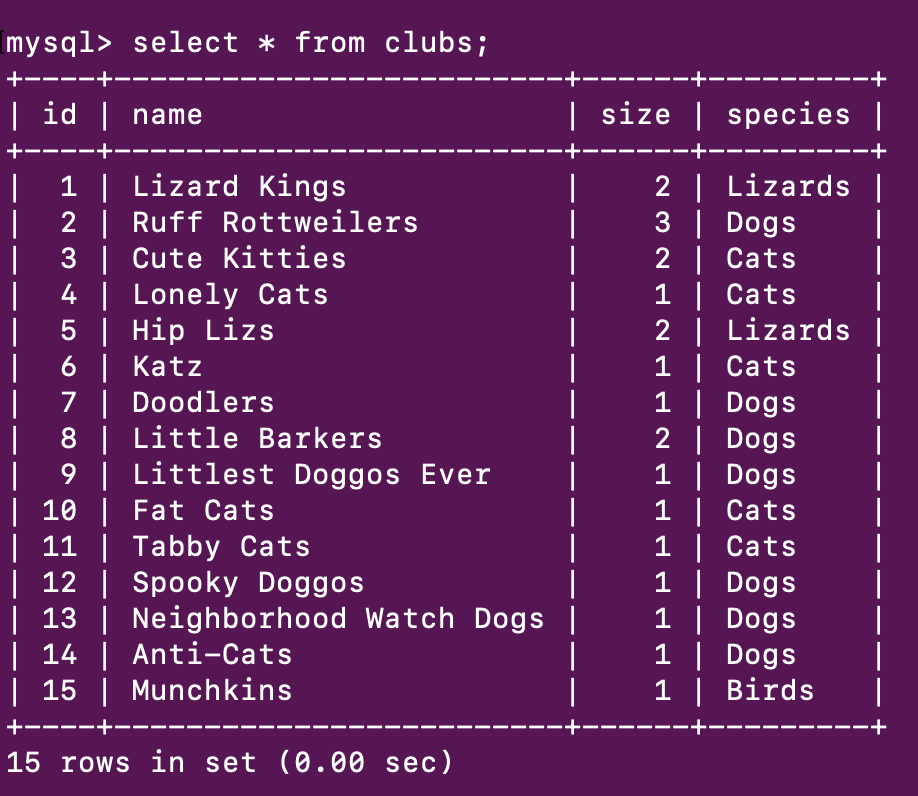 mysql> select * from clubs;
+----+-------------------------+------+---------+
| id | name                    | size | species |
+----+-------------------------+------+---------+
|  1 | Lizard Kings            |    2 | Lizards |
|  2 | Ruff Rottweilers        |    3 | Dogs    |
|  3 | Cute Kitties            |    2 | Cats    |
|  4 | Lonely Cats             |    1 | Cats    |
|  5 | Hip Lizs                |    2 | Lizards |
|  6 | Katz                    |    1 | Cats    |
|  7 | Doodlers                |    1 | Dogs    |
|  8 | Little Barkers          |    2 | Dogs    |
|  9 | Littlest Doggos Ever    |    1 | Dogs    |
| 10 | Fat Cats                |    1 | Cats    |
| 11 | Tabby Cats              |    1 | Cats    |
| 12 | Spooky Doggos           |    1 | Dogs    |
| 13 | Neighborhood Watch Dogs |    1 | Dogs    |
| 14 | Anti-Cats               |    1 | Dogs    |
| 15 | Munchkins               |    1 | Birds   |
+----+-------------------------+------+---------+
15 rows in set (0.00 sec)